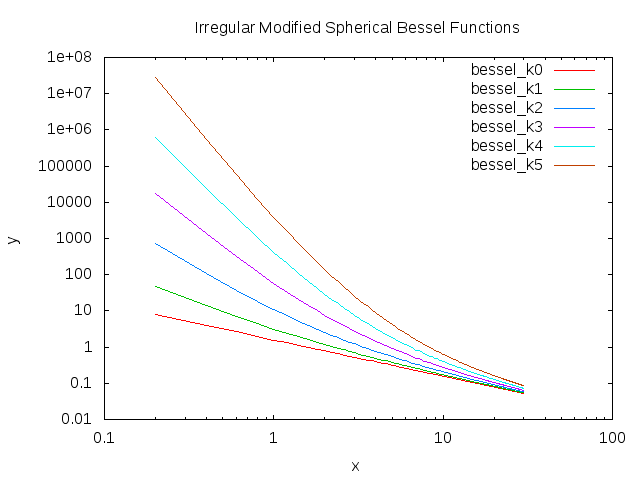 Irregular Modified Spherical Bessel Functions
1e+08
1e+07
1e+06
100000
10000
1000
100
10
1
0.1
0.01
y
bessel_k0
bessel_k1
bessel_k2
bessel_k3
bessel_k4
bessel_k5
0.1 1 10 100
x